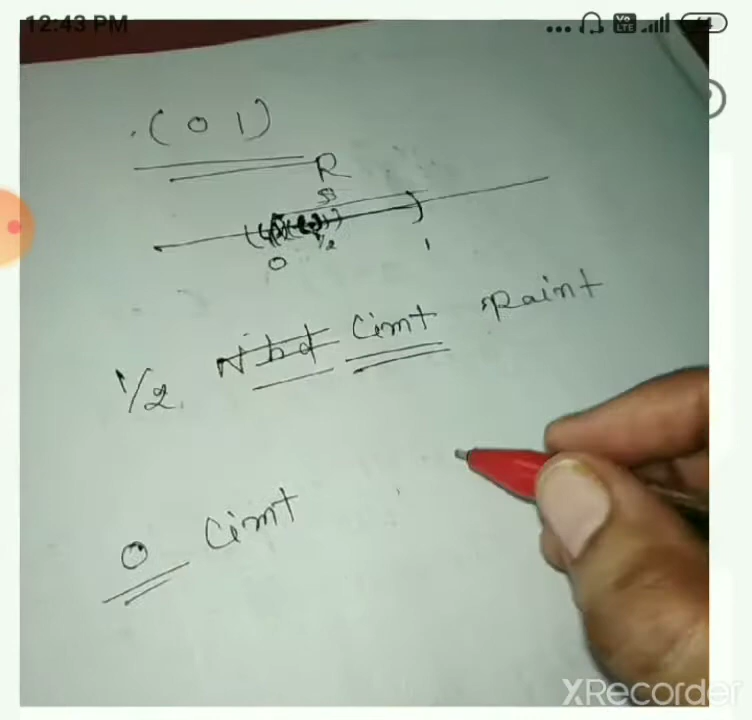 12:43 PM
(0 1)
R
0 1/2 1
1/2 Nbd Limt Point
0 Limt
XRecorder